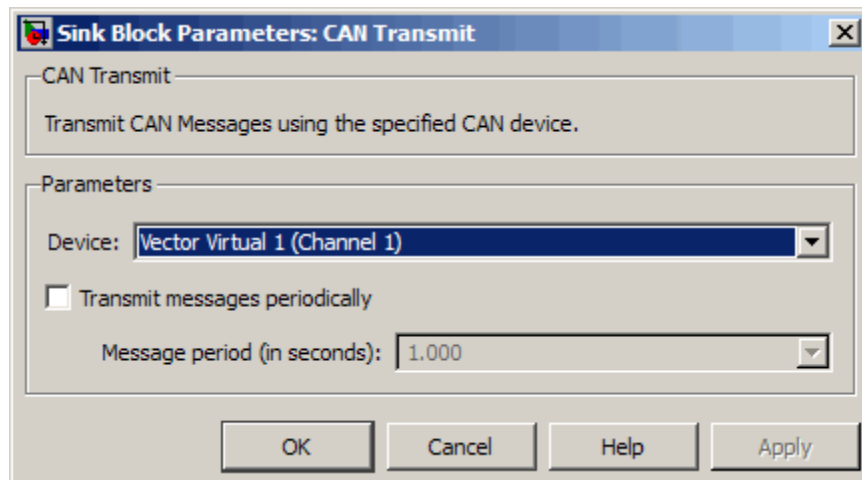 Sink Block Parameters: CAN Transmit
CAN Transmit
Transmit CAN Messages using the specified CAN device.
Parameters
Device: Vector Virtual 1 (Channel 1)
Transmit messages periodically
Message period (in seconds): 1.000
OK Cancel Help Apply